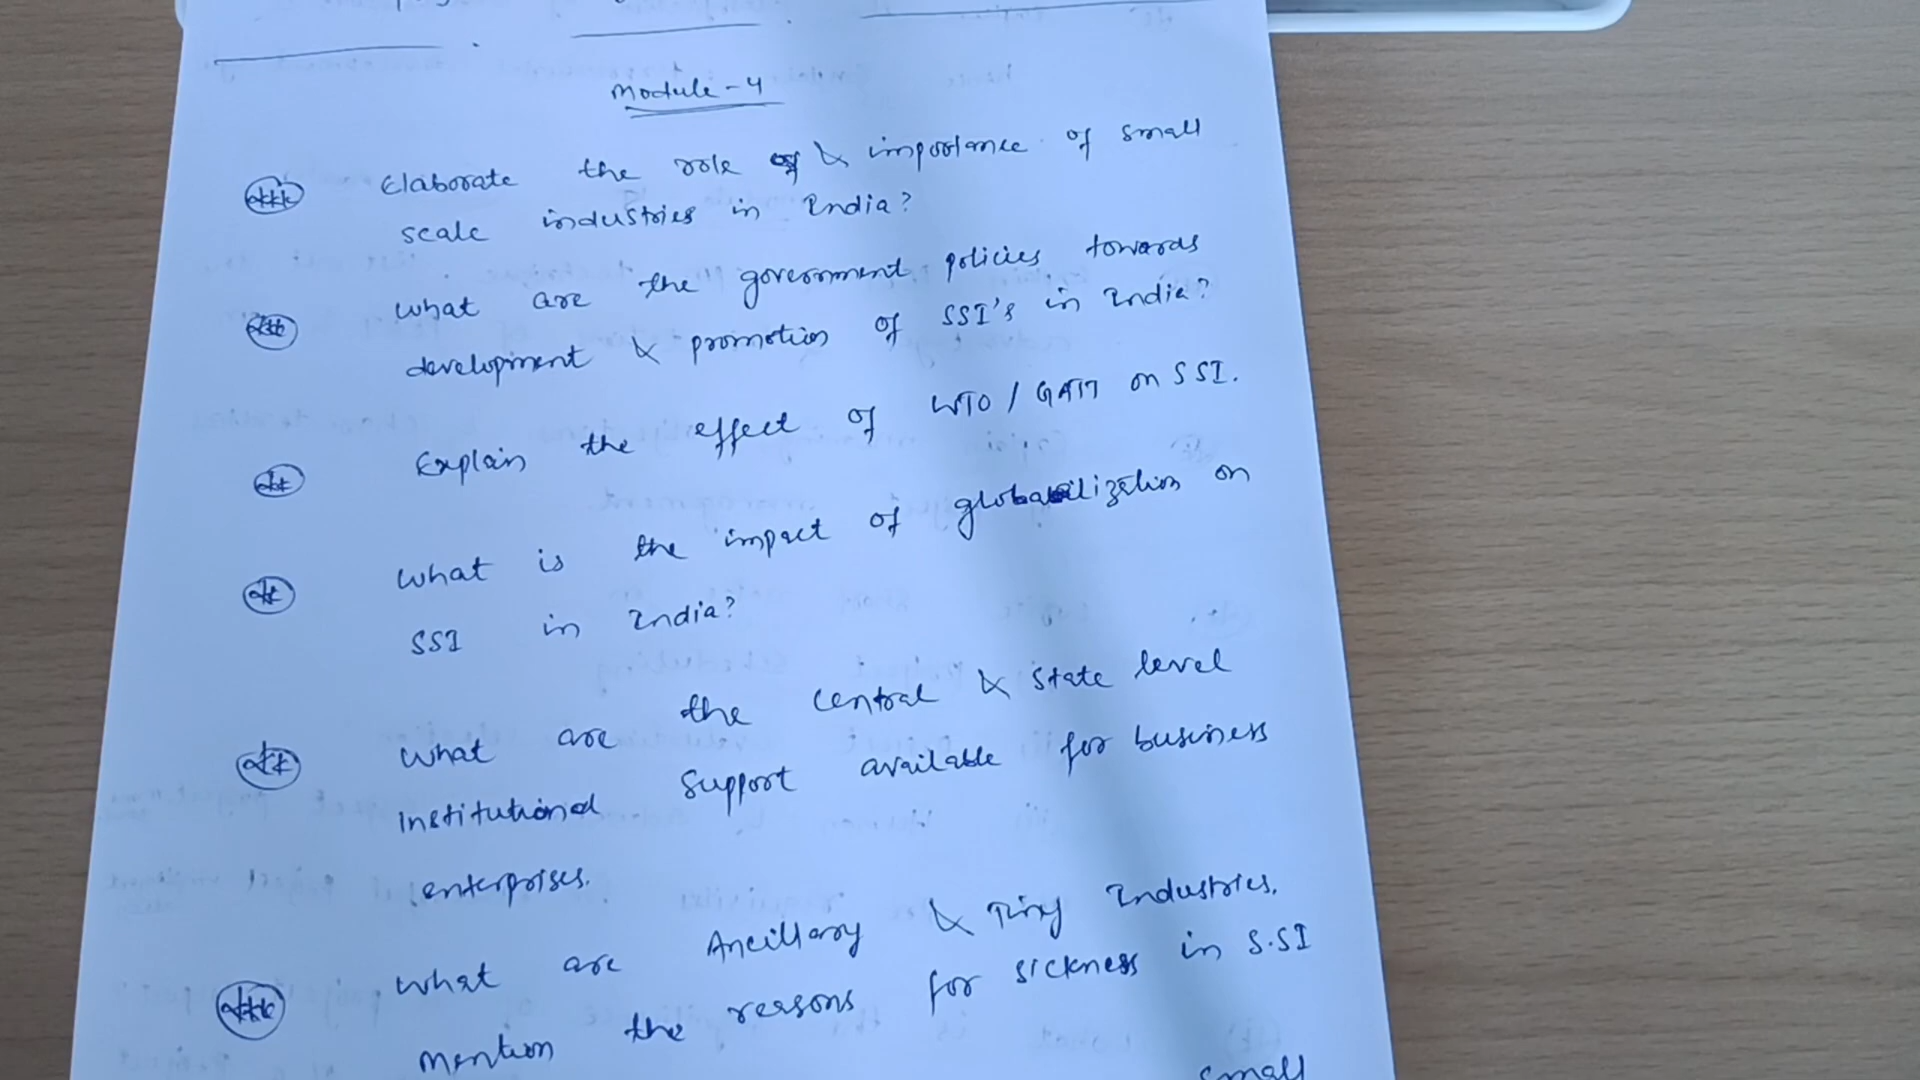 Module - 4
*** Elaborate the role & importance of small
scale industries in India?
*** What are the government policies towards
development & promotion of SSI's in India?
** Explain the effect of WTO / GATT on SSI.
** What is the impact of globalization on
SSI in India?
** What are the central & state level
institutional support available for business
enterprises.
*** What are Ancillary & Tiny Industries.
Mention the reasons for sickness in S.SI
small